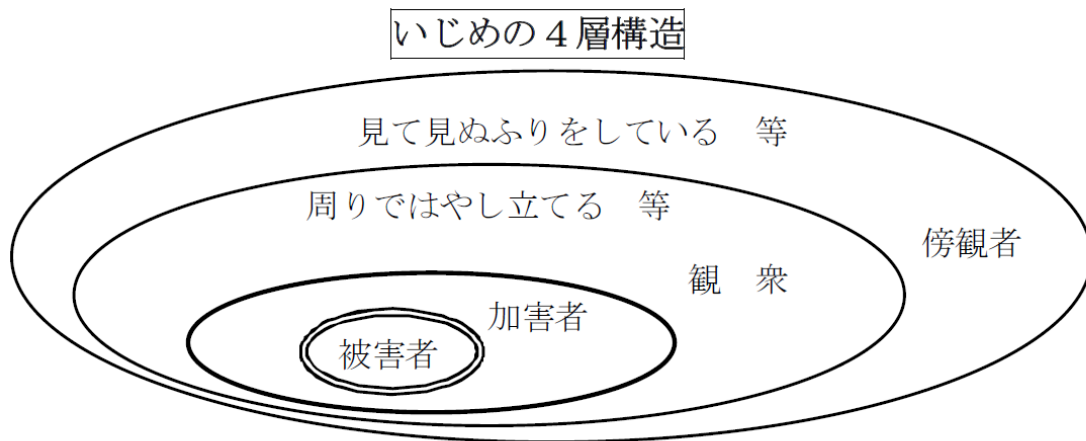 いじめの４層構造
見て見ぬふりをしている　等
周りではやし立てる　等
傍観者
観　衆
加害者
被害者